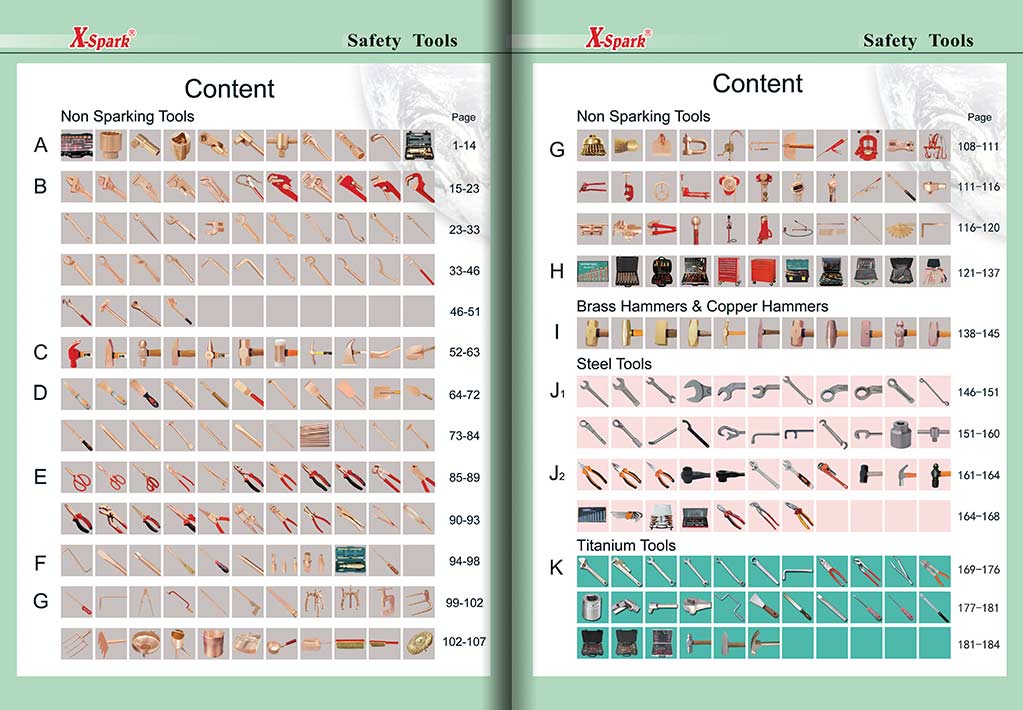 X-Spark®
Safety Tools
Content
Non Sparking Tools
Page
A 1-14
B 15-23
23-33
33-46
46-51
C 52-63
D 64-72
73-84
E 85-89
90-93
F 94-98
G 99-102
102-107
X-Spark®
Safety Tools
Content
Non Sparking Tools
Page
G 108-111
111-116
116-120
H 121-137
Brass Hammers & Copper Hammers
I 138-145
Steel Tools
J1 146-151
151-160
J2 161-164
164-168
Titanium Tools
K 169-176
177-181
181-184